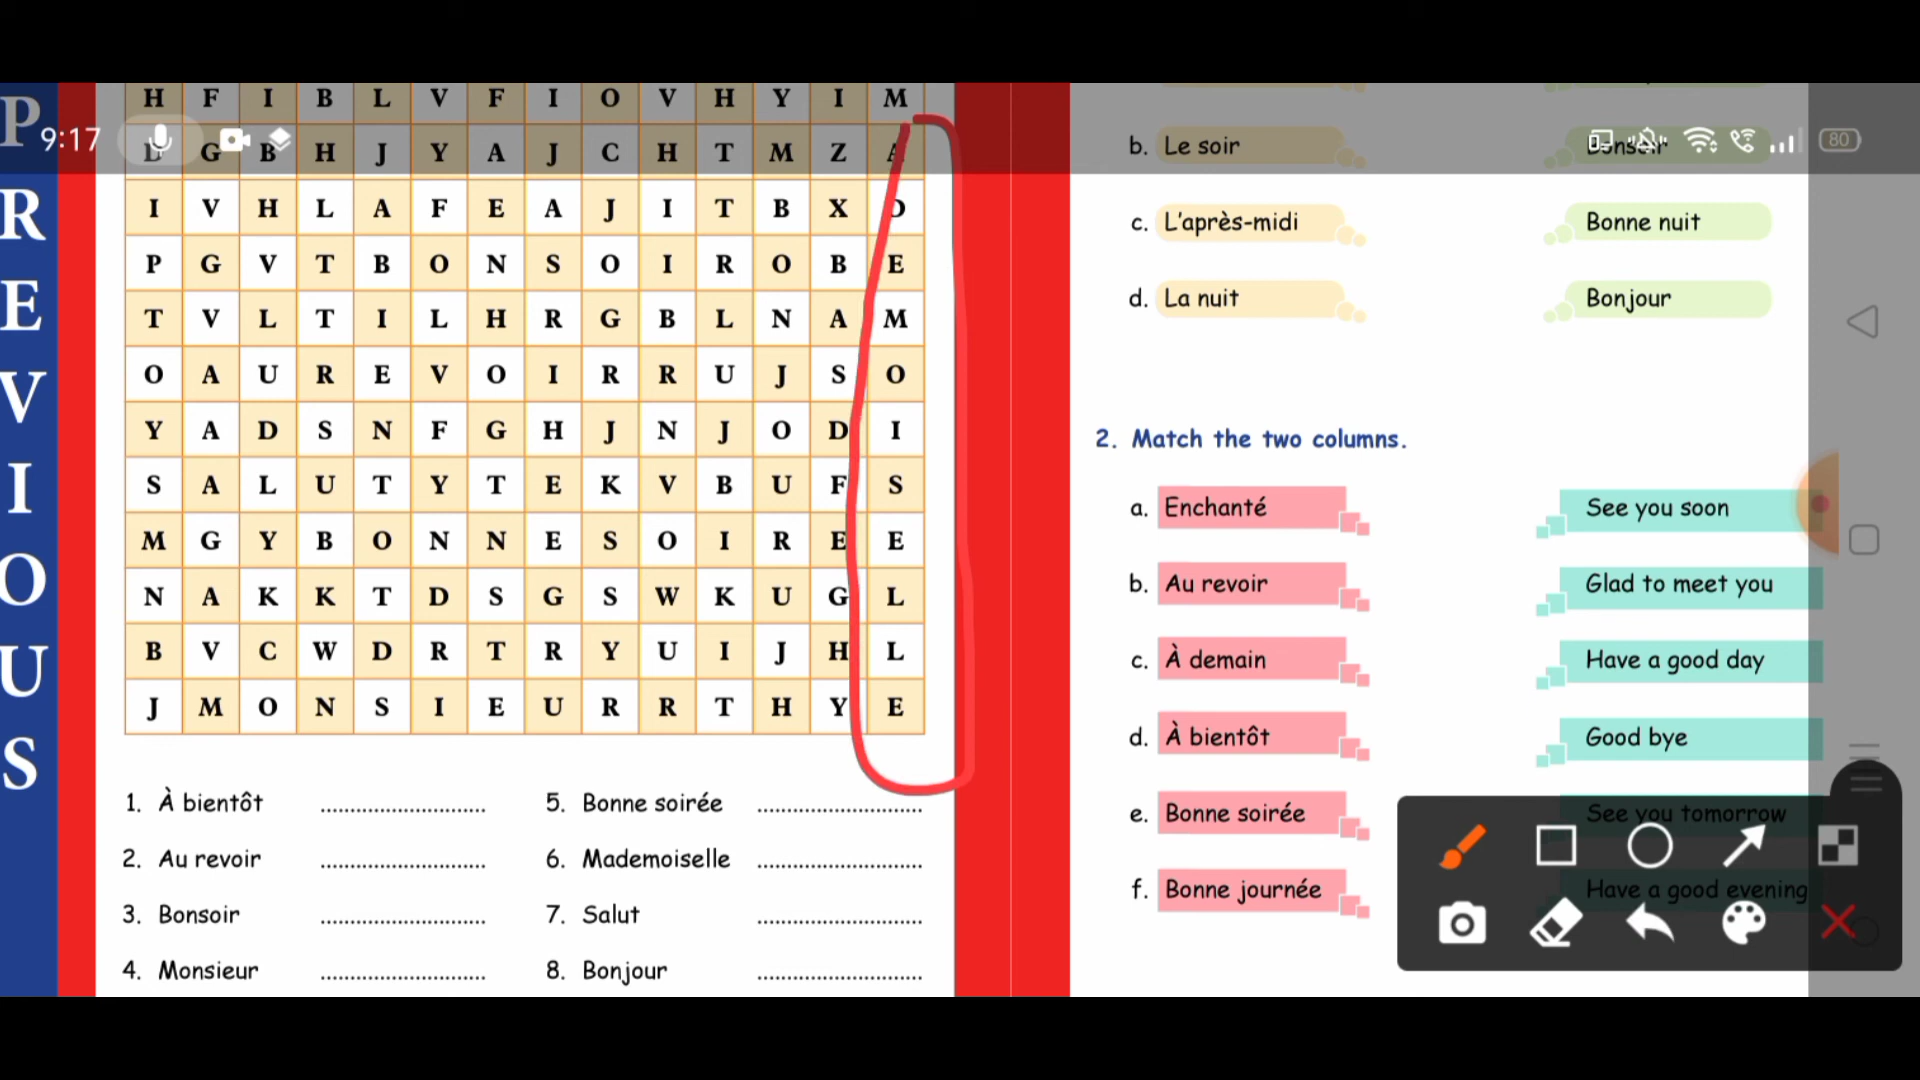 PREVIOUS
9:17
80
H F I B L V F I O V H Y I M
D G B H J Y A J C H T M Z A
I V H L A F E A J I T B X D
P G V T B O N S O I R O B E
T V L T I L H R G B L N A M
O A U R E V O I R R U J S O
Y A D S N F G H J N J O D I
S A L U T Y T E K V B U F S
M G Y B O N N E S O I R E E
N A K K T D S G S W K U G L
B V C W D R T R Y U I J H L
J M O N S I E U R R T H Y E
1. À bientôt ........................
5. Bonne soirée ........................
2. Au revoir ........................
6. Mademoiselle ........................
3. Bonsoir ........................
7. Salut ........................
4. Monsieur ........................
8. Bonjour ........................
b. Le soir Bonsoir
c. L'après-midi Bonne nuit
d. La nuit Bonjour
2. Match the two columns.
a. Enchanté See you soon
b. Au revoir Glad to meet you
c. À demain Have a good day
d. À bientôt Good bye
e. Bonne soirée See you tomorrow
f. Bonne journée Have a good evening